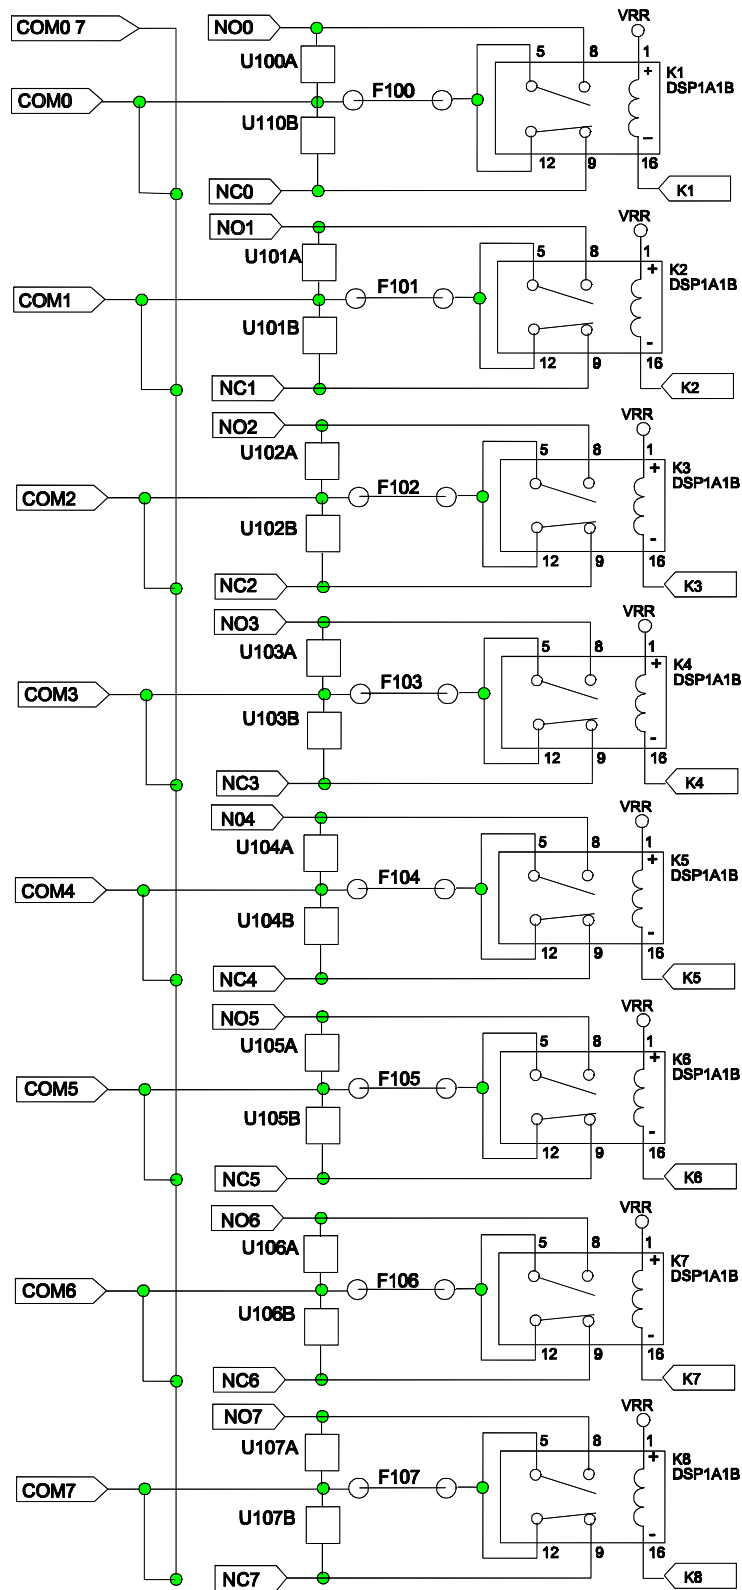 COM0 7
NO0
VRR
U100A
5
8
1
+
K1
DSP1A1B
COM0
F100
U110B
–
12
9
16
NC0
K1
NO1
VRR
U101A
5
8
1
+
K2
DSP1A1B
COM1
F101
U101B
-
12
9
16
NC1
K2
NO2
VRR
U102A
5
8
1
+
K3
DSP1A1B
COM2
F102
U102B
-
12
9
16
NC2
K3
NO3
VRR
U103A
5
8
1
+
K4
DSP1A1B
COM3
F103
U103B
-
12
9
16
NC3
K4
N04
VRR
U104A
5
8
1
+
K5
DSP1A1B
COM4
F104
U104B
-
12
9
16
NC4
K5
NO5
VRR
U105A
5
8
1
+
K6
DSP1A1B
COM5
F105
U105B
-
12
9
16
NC5
K6
NO6
VRR
U106A
5
8
1
+
K7
DSP1A1B
COM6
F106
U106B
-
12
9
16
NC6
K7
NO7
VRR
U107A
5
8
1
+
K8
DSP1A1B
COM7
F107
U107B
-
12
9
16
NC7
K8